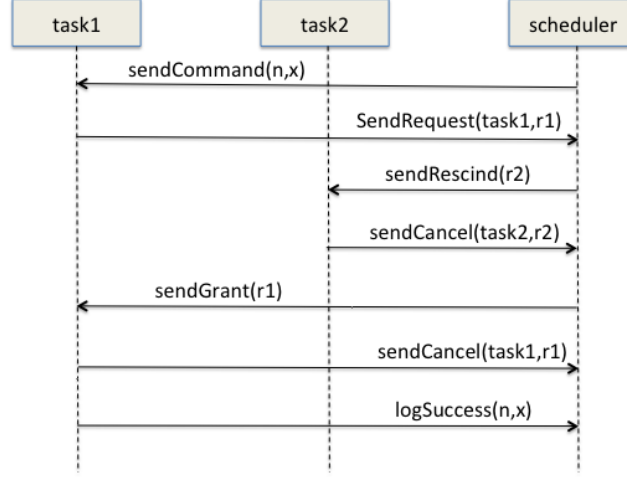 task1
task2
scheduler
sendCommand(n,x)
SendRequest(task1,r1)
sendRescind(r2)
sendCancel(task2,r2)
sendGrant(r1)
sendCancel(task1,r1)
logSuccess(n,x)